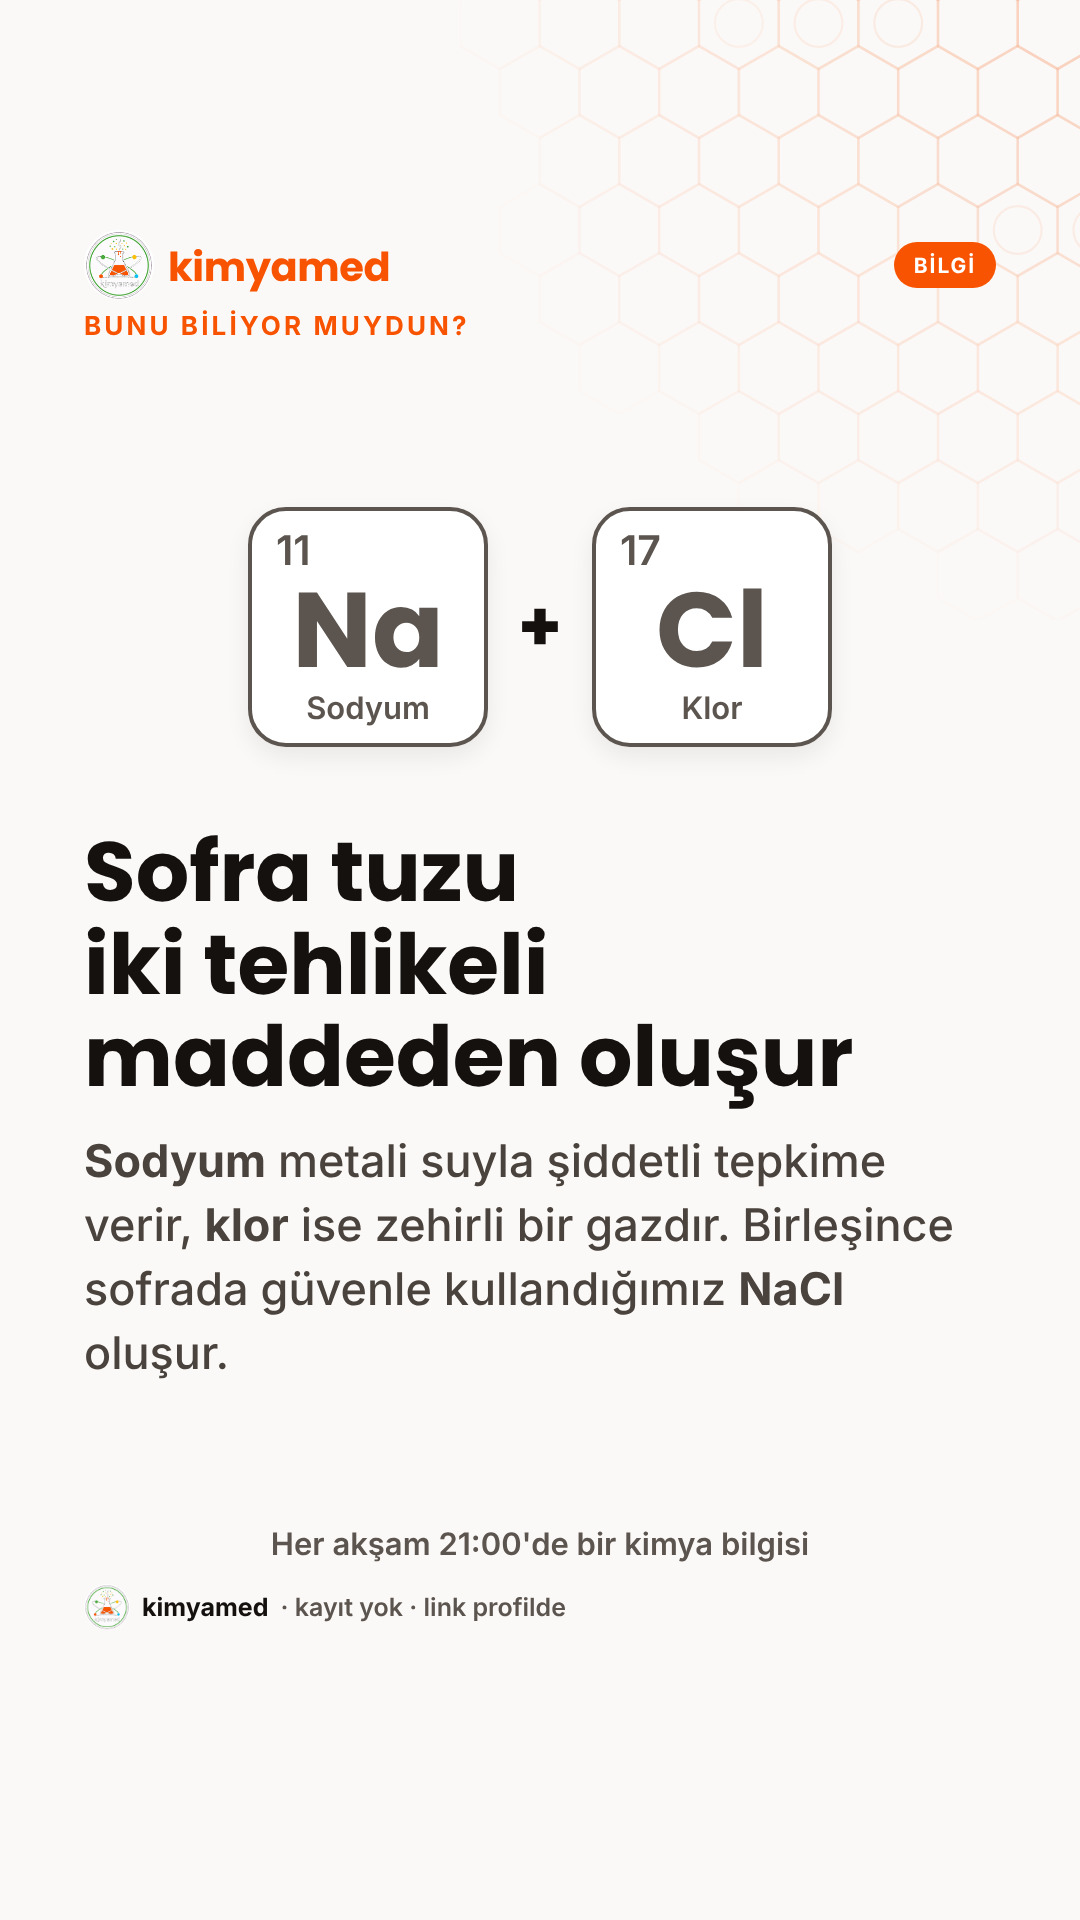 kimyamed
BİLGİ
BUNU BİLİYOR MUYDUN?
11
Na
Sodyum
+
17
Cl
Klor
Sofra tuzu
iki tehlikeli
maddeden oluşur
Sodyum metali suyla şiddetli tepkime
verir, klor ise zehirli bir gazdır. Birleşince
sofrada güvenle kullandığımız NaCl
oluşur.
Her akşam 21:00'de bir kimya bilgisi
kimyamed · kayıt yok · link profilde